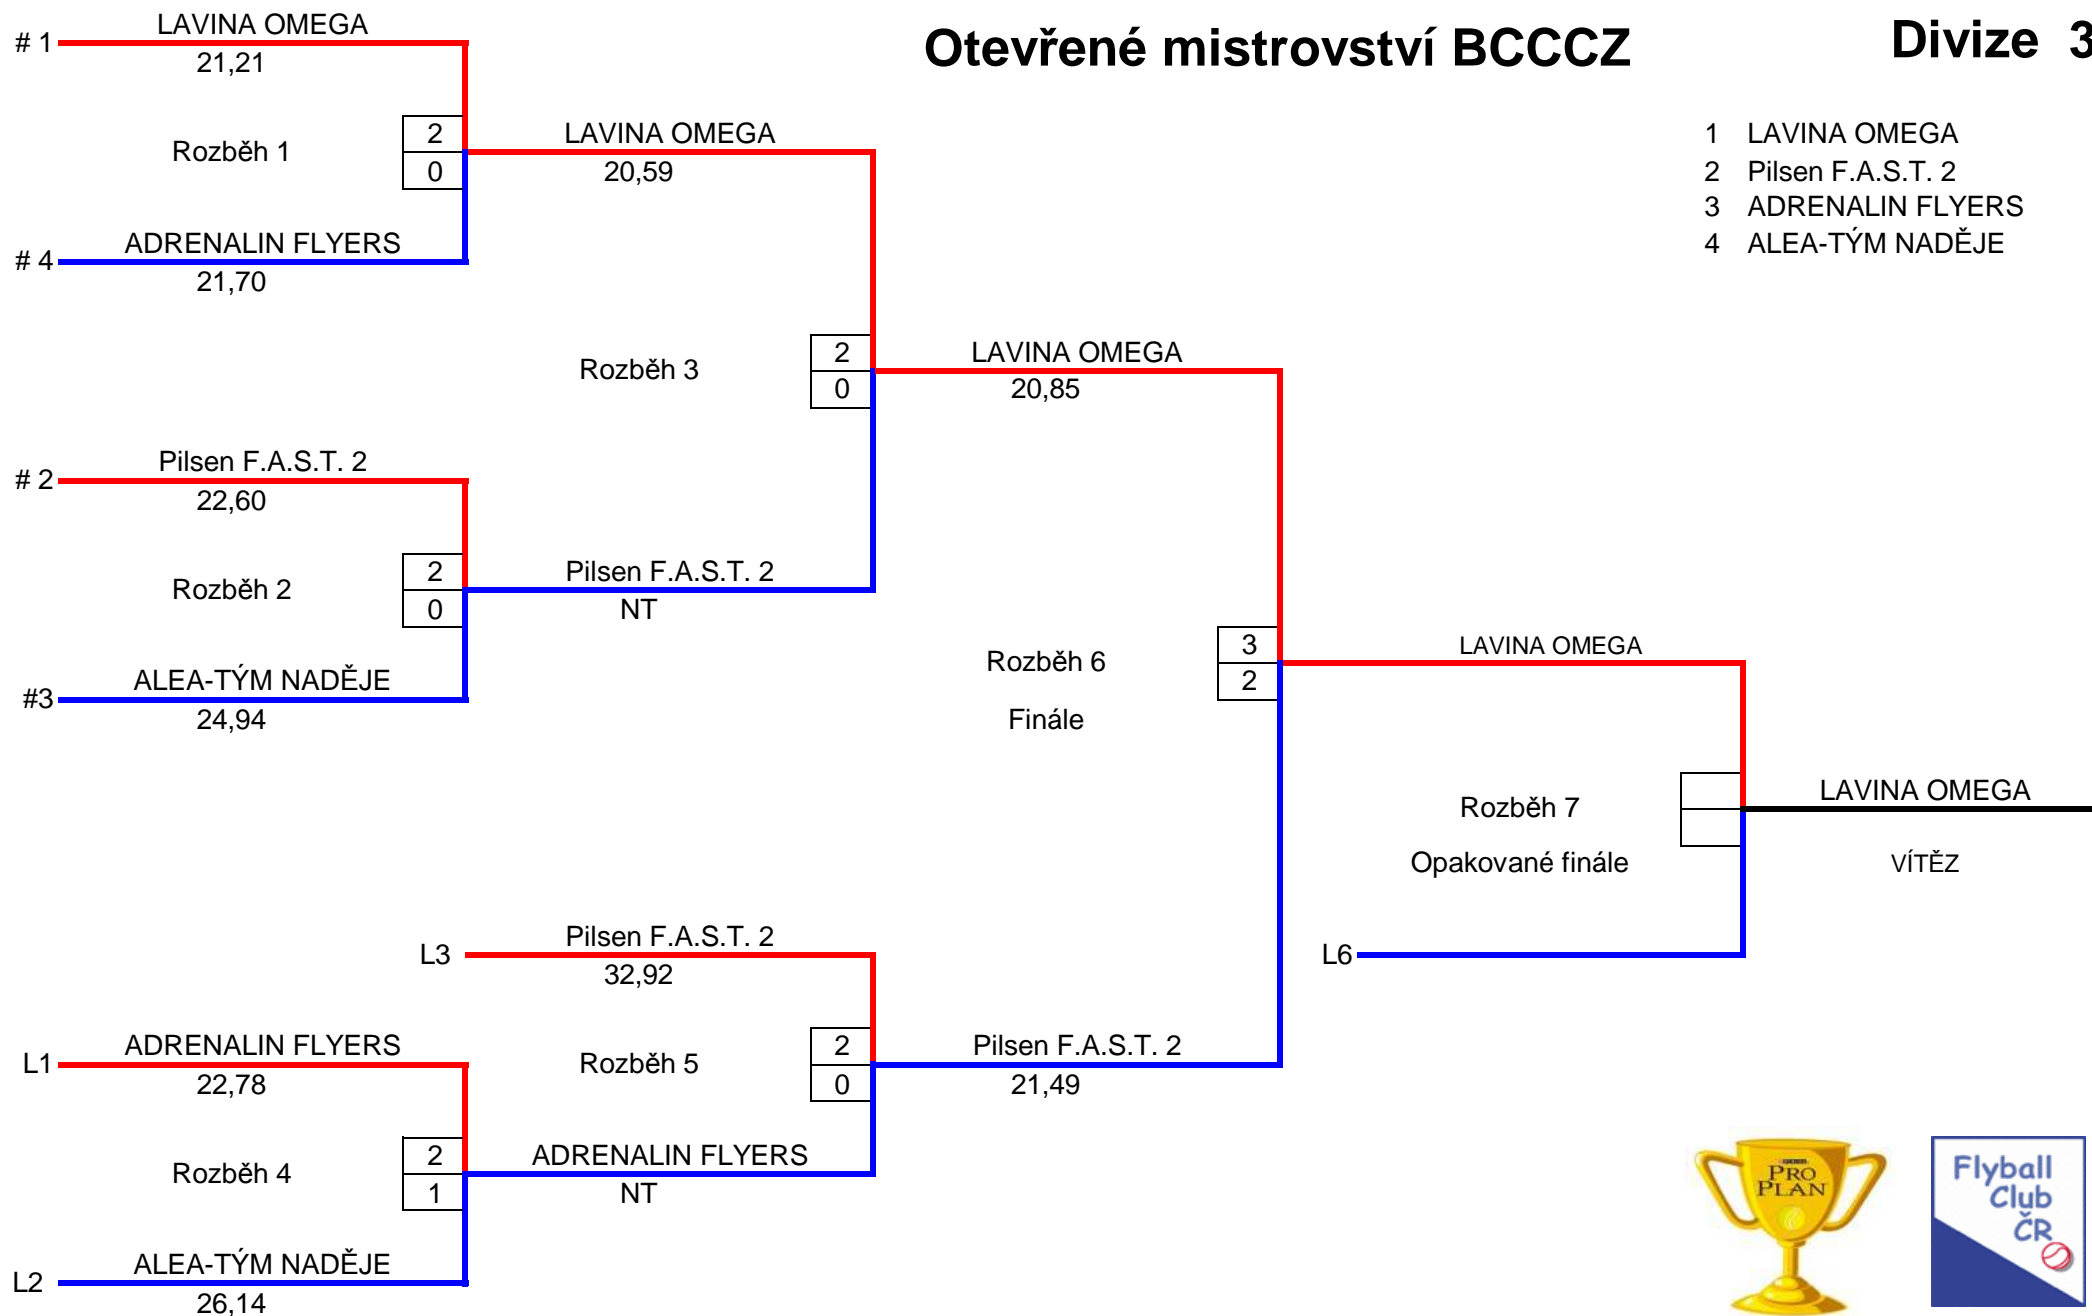 Otevřené mistrovství BCCCZ
Divize 3
1 LAVINA OMEGA
2 Pilsen F.A.S.T. 2
3 ADRENALIN FLYERS
4 ALEA-TÝM NADĚJE
# 1
LAVINA OMEGA
21,21
Rozběh 1
2
0
ADRENALIN FLYERS
# 4
21,70
LAVINA OMEGA
20,59
Rozběh 3
2
0
LAVINA OMEGA
20,85
# 2
Pilsen F.A.S.T. 2
22,60
Rozběh 2
2
0
Pilsen F.A.S.T. 2
NT
ALEA-TÝM NADĚJE
#3
24,94
Rozběh 6
3
2
Finále
LAVINA OMEGA
Rozběh 7
Opakované finále
LAVINA OMEGA
VÍTĚZ
L6
L3
Pilsen F.A.S.T. 2
32,92
Rozběh 5
2
0
Pilsen F.A.S.T. 2
21,49
L1
ADRENALIN FLYERS
22,78
Rozběh 4
2
1
ADRENALIN FLYERS
NT
L2
ALEA-TÝM NADĚJE
26,14
PRO
PLAN
Flyball
Club
ČR